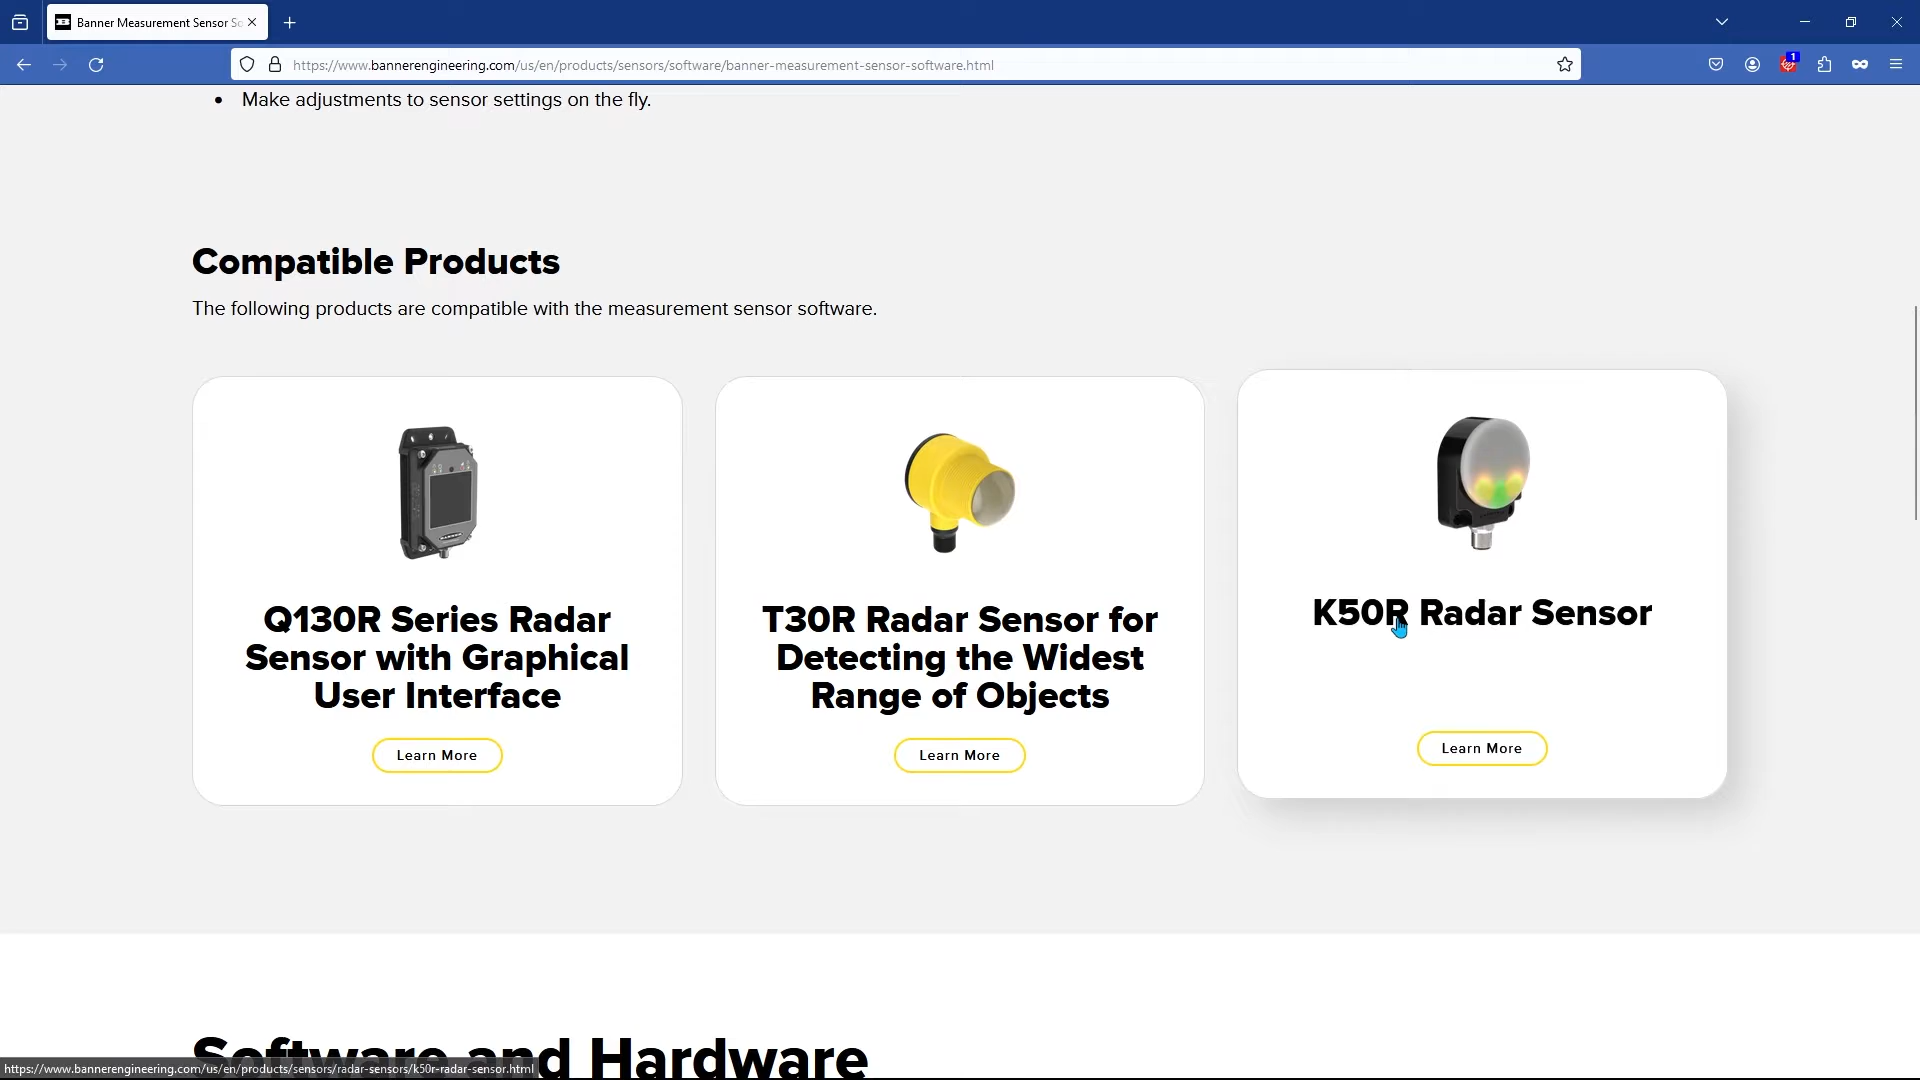 Banner Measurement Sensor So
https://www.bannerengineering.com/us/en/products/sensors/software/banner-measurement-sensor-software.html
1
• Make adjustments to sensor settings on the fly.
Compatible Products
The following products are compatible with the measurement sensor software.
Q130R Series Radar
Sensor with Graphical
User Interface
Learn More
T30R Radar Sensor for
Detecting the Widest
Range of Objects
Learn More
K50R Radar Sensor
Learn More
Software and Hardware
https://www.bannerengineering.com/us/en/products/sensors/radar-sensors/k50r-radar-sensor.html